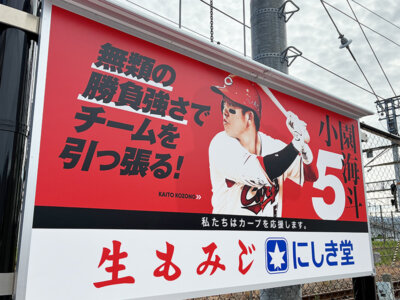 無類の
勝負強さで
チームを
引っ張る!
KAITO KOZONO
小園海斗
5
私たちはカープを応援します。
生もみじ にしき堂